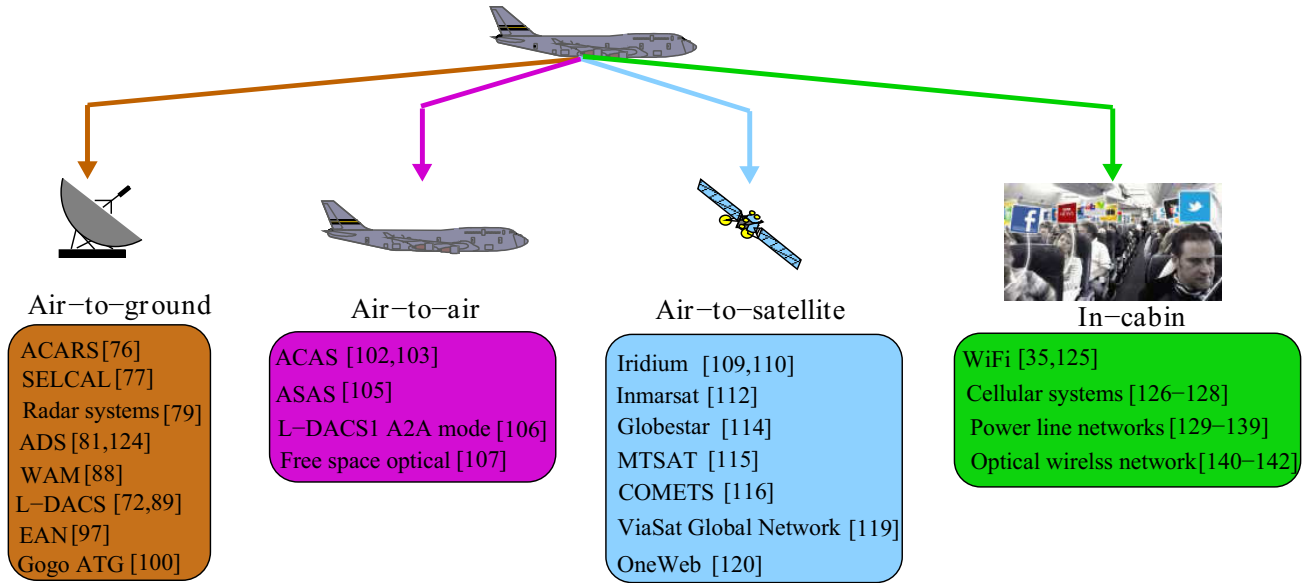 Air−to−ground
ACARS [76]
SELCAL [77]
Radar systems [79]
ADS [81,124]
WAM [88]
L−DACS [72,89]
EAN [97]
Gogo ATG [100]
Air−to−air
ACAS [102,103]
ASAS [105]
L−DACS1 A2A mode [106]
Free space optical [107]
Air−to−satellite
Iridium [109,110]
Inmarsat [112]
Globestar [114]
MTSAT [115]
COMETS [116]
ViaSat Global Network [119]
OneWeb [120]
NEWS
In−cabin
WiFi [35,125]
Cellular systems [126−128]
Power line networks [129−139]
Optical wirelss network[140−142]